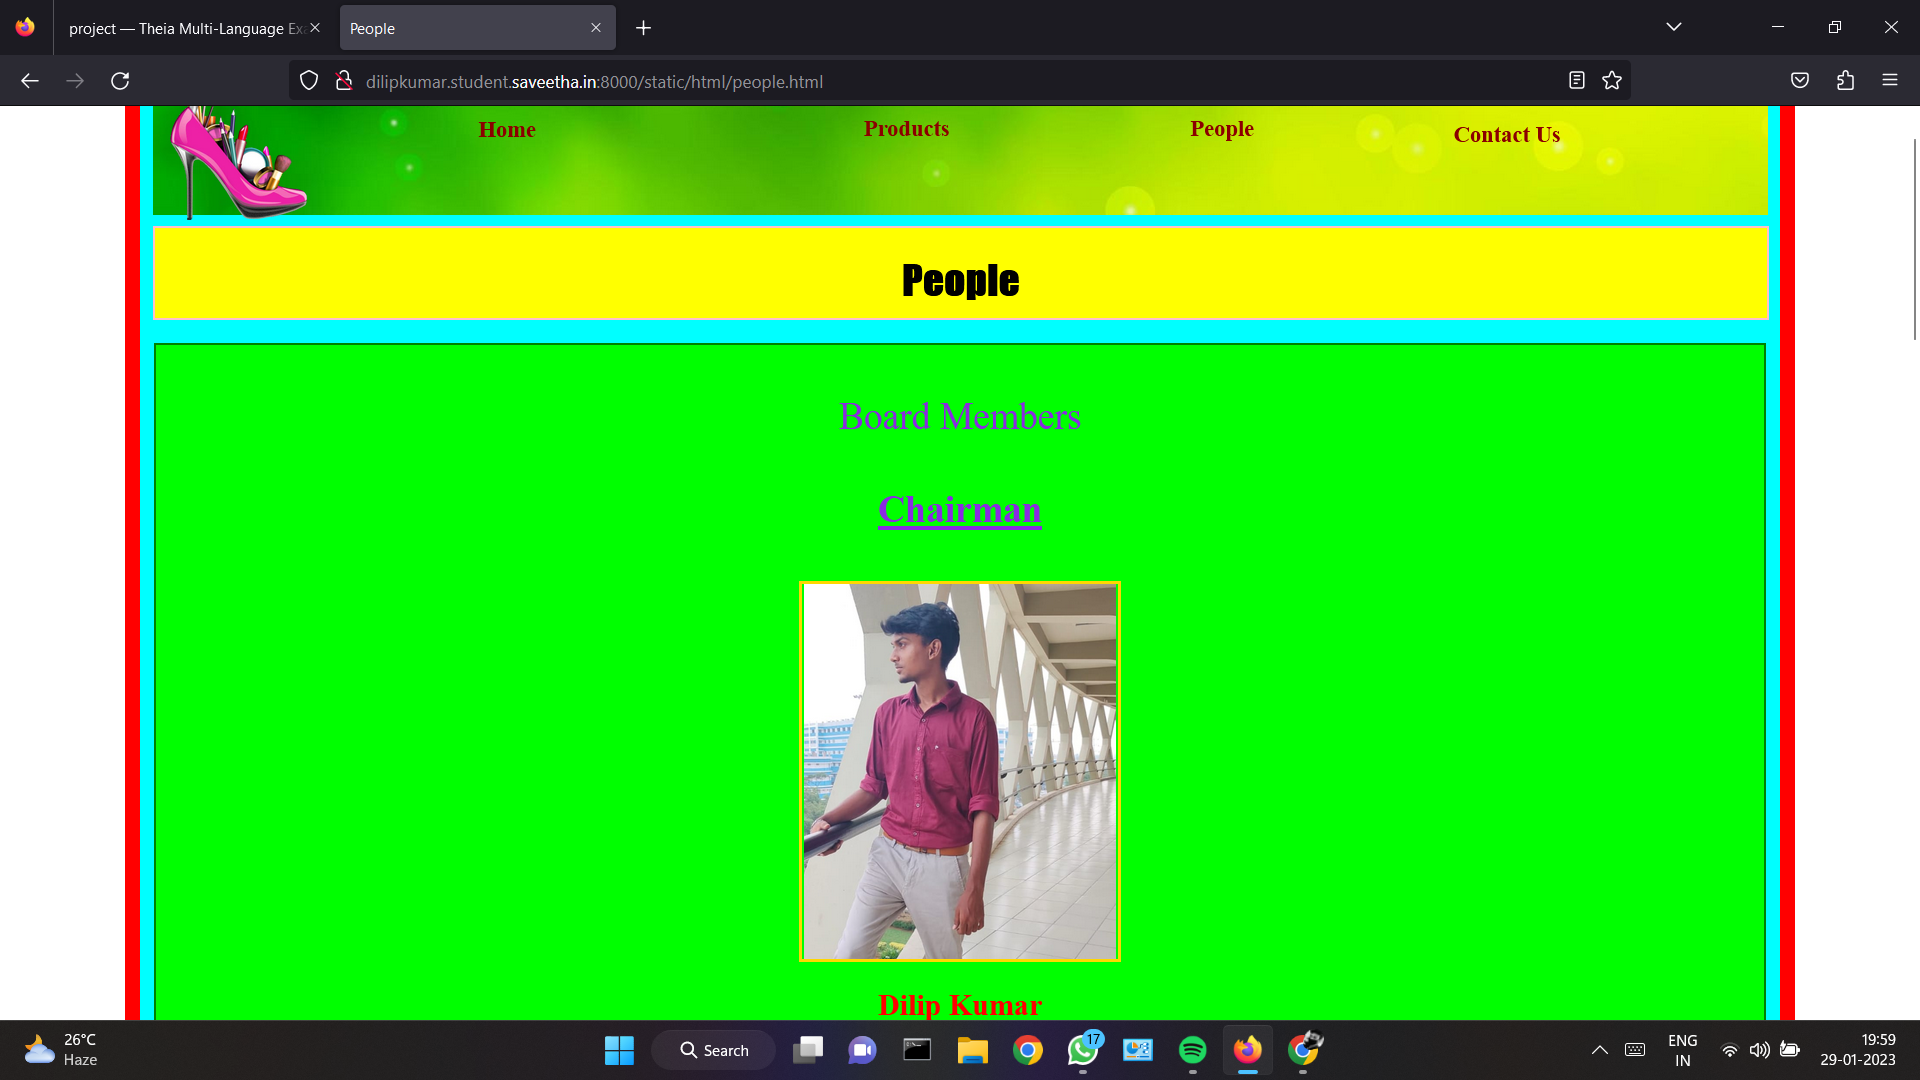 project — Theia Multi-Language Exa
People
dilipkumar.student.saveetha.in:8000/static/html/people.html
Home
Products
People
Contact Us
People
Board Members
Chairman
Dilip Kumar
26°C
Haze
Search
17
ENG
IN
19:59
29-01-2023